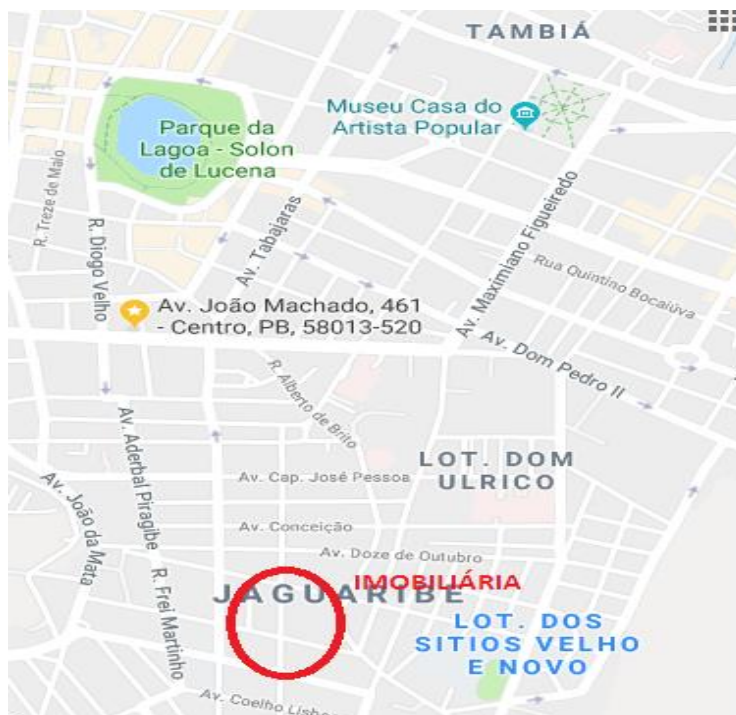 TAMBIÁ
Museu Casa do
Artista Popular
Parque da
Lagoa - Solon
de Lucena
R. Treze de Maio
R. Diogo Velho
Av. Tabajaras
Av. Maximiano Figueiredo
Rua Quintino Bocaiúva
Av. João Machado, 461
- Centro, PB, 58013-520
Av. Dom Pedro II
R. Alberto de Brito
Av. Aderbal Piragibe
LOT. DOM
ULRICO
Av. Cap. José Pessoa
Av. João da Mata
Av. Conceição
Av. Doze de Outubro
IMOBILIÁRIA
JAGUARIBE
R. Frei Martinho
LOT. DOS
SITIOS VELHO
E NOVO
Av. Coelho Lisboa